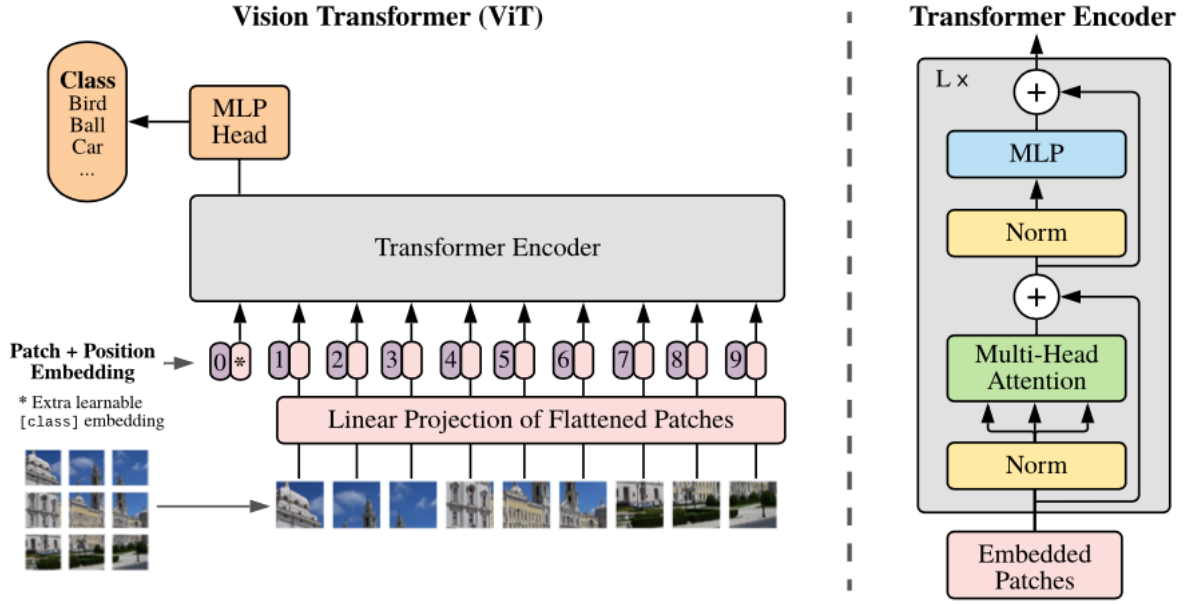 Vision Transformer (ViT)
Class
Bird
Ball
Car
...
MLP
Head
Transformer Encoder
Patch + Position
Embedding
0 * 1 2 3 4 5 6 7 8 9
* Extra learnable
[class] embedding
Linear Projection of Flattened Patches
Transformer Encoder
L ×
+
MLP
Norm
+
Multi-Head
Attention
Norm
Embedded
Patches